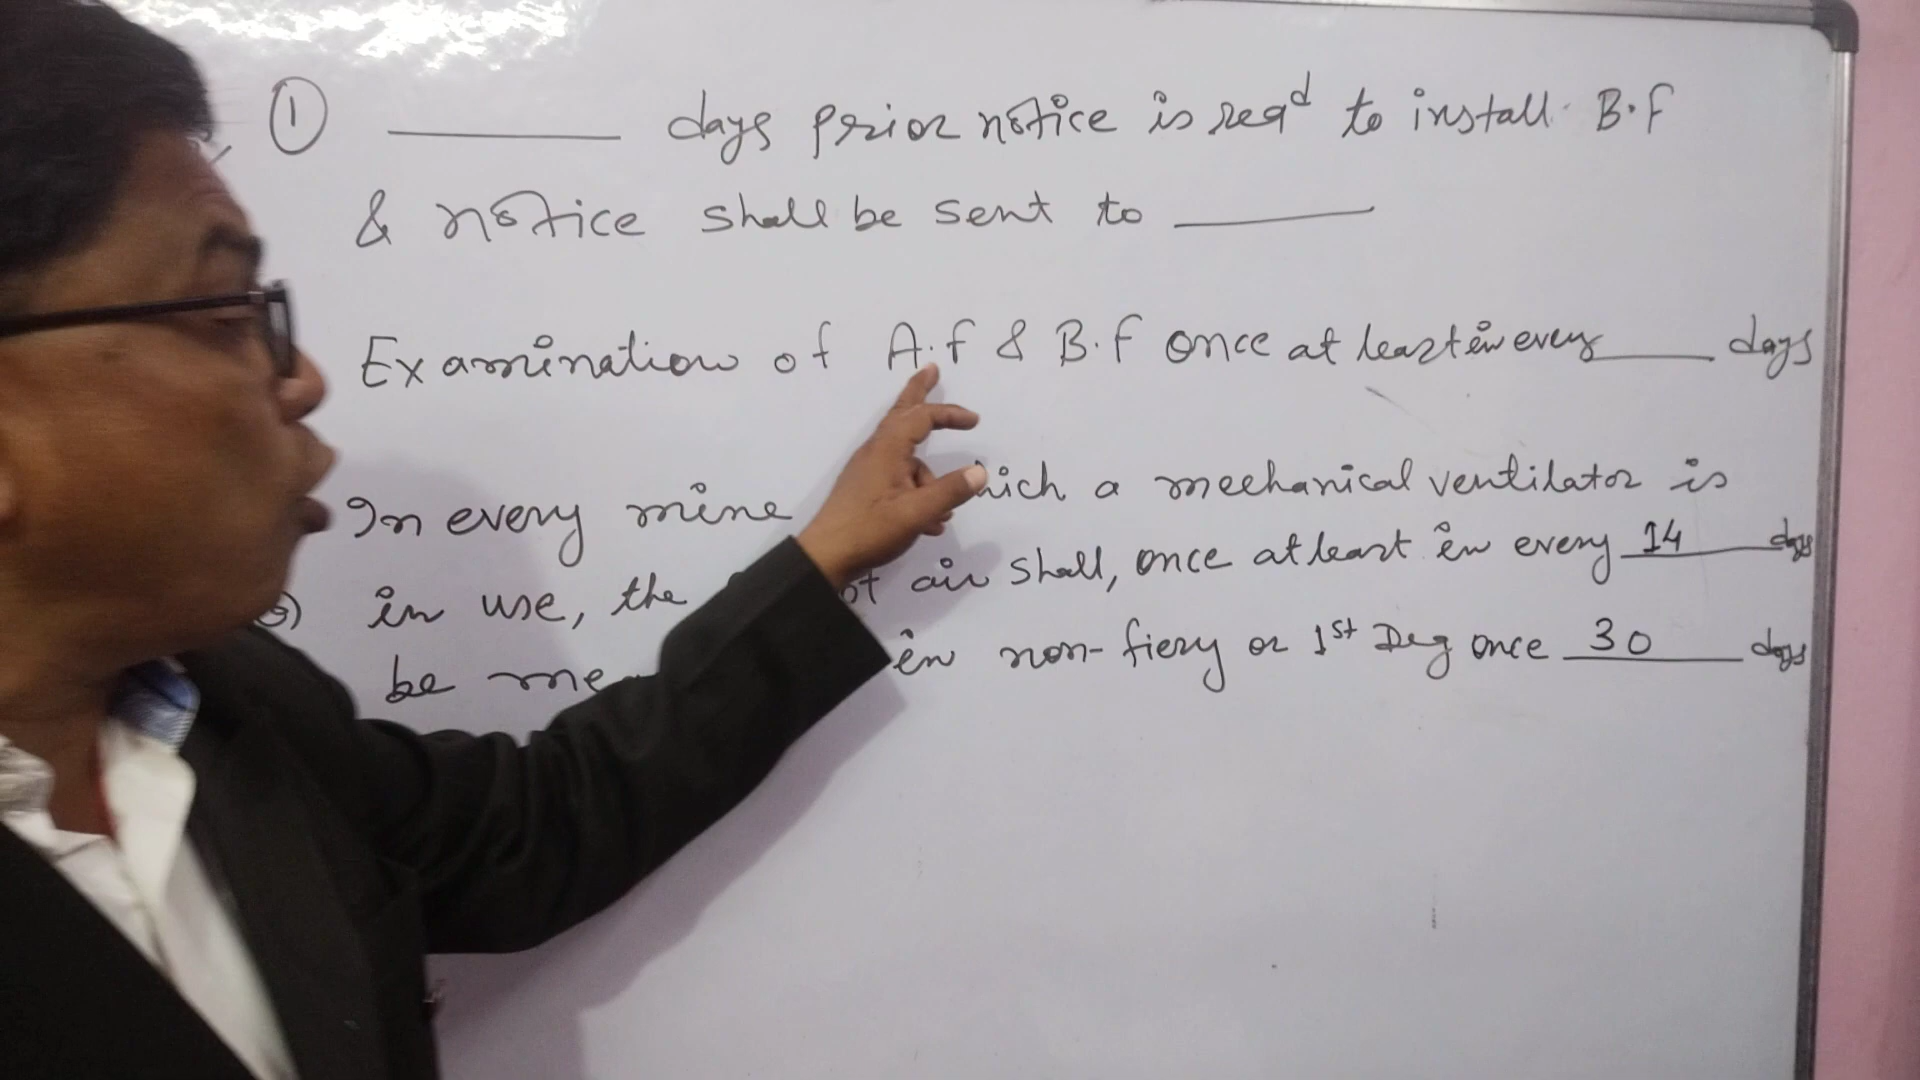 ① ______ days prior notice is reqd to install B.F
& notice shall be sent to ______
Examination of A.F & B.F once at least in every ______ days
In every mine which a mechanical ventilator is
in use, the of air shall, once at least in every 14 days
be in non-fiery or 1st Deg once 30 days